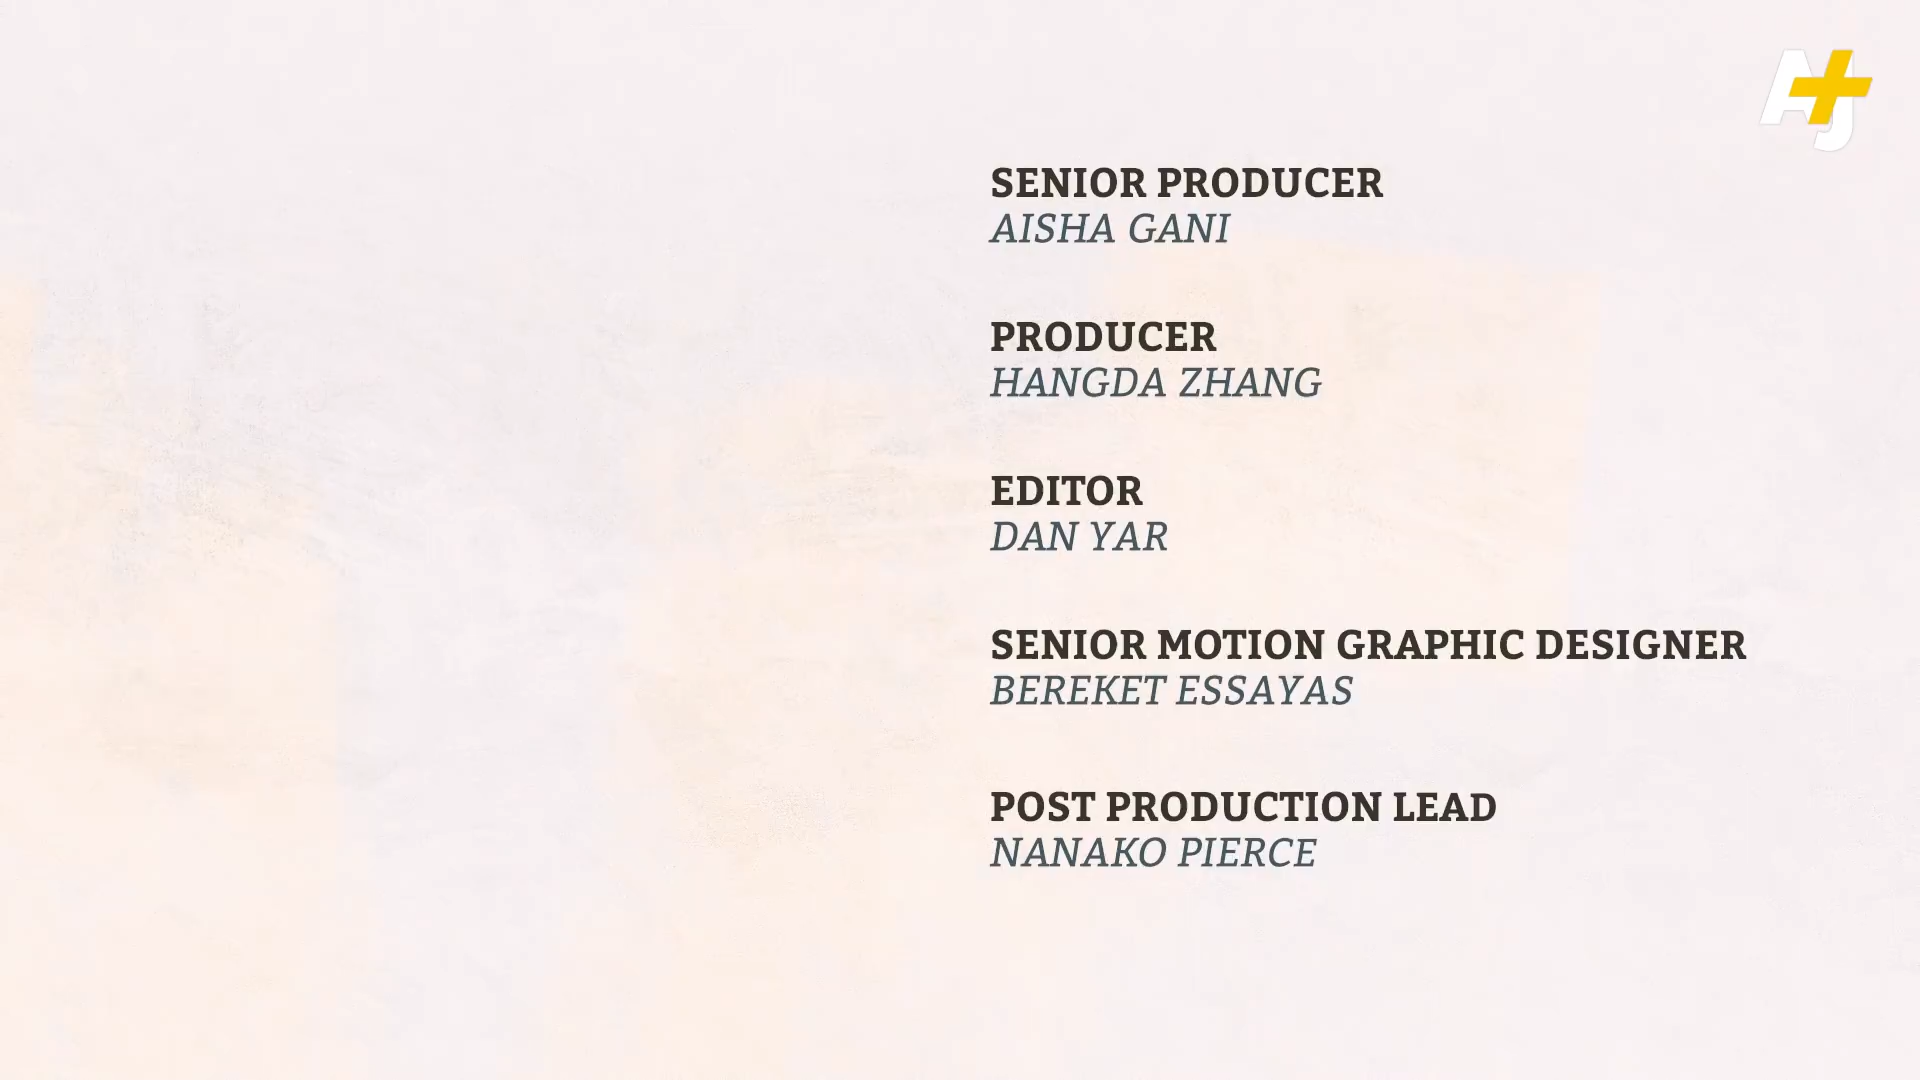 AJ+
SENIOR PRODUCER
AISHA GANI
PRODUCER
HANGDA ZHANG
EDITOR
DAN YAR
SENIOR MOTION GRAPHIC DESIGNER
BEREKET ESSAYAS
POST PRODUCTION LEAD
NANAKO PIERCE